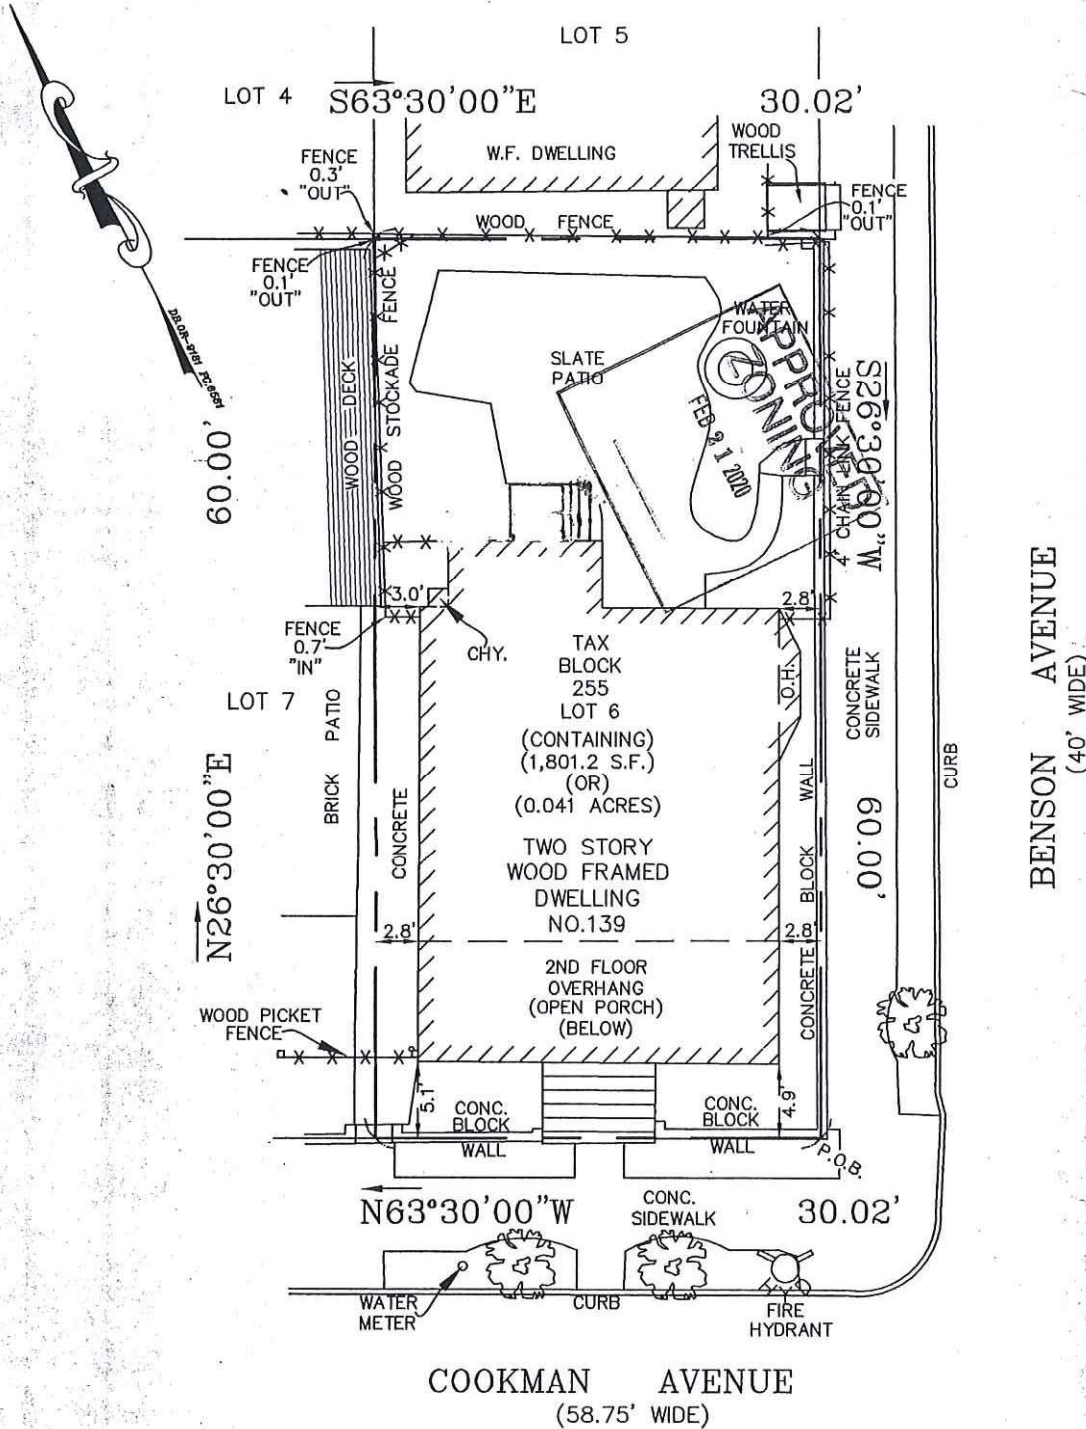 LOT 5
LOT 4
S63°30'00"E
30.02'
W.F. DWELLING
WOOD
TRELLIS
FENCE
0.3'
"OUT"
FENCE
0.1'
"OUT"
WOOD FENCE
FENCE
0.1'
"OUT"
DB.OR-9181 PG.6561
60.00'
WOOD DECK
WOOD STOCKADE FENCE
SLATE
PATIO
WATER
FOUNTAIN
APPROVED
ZONING
FEB 21 2020
4' CHAIN LINK FENCE
S26°30'00"W
3.0'
2.8'
FENCE
0.7'
"IN"
CHY.
LOT 7
BRICK PATIO
CONCRETE
N26°30'00"E
TAX
BLOCK
255
LOT 6
(CONTAINING)
(1,801.2 S.F.)
(OR)
(0.041 ACRES)
TWO STORY
WOOD FRAMED
DWELLING
NO.139
O.H.
CONCRETE BLOCK WALL
CONCRETE
SIDEWALK
60.00'
CURB
BENSON AVENUE
(40' WIDE)
2.8'
2.8'
2ND FLOOR
OVERHANG
(OPEN PORCH)
(BELOW)
WOOD PICKET
FENCE
5.1'
CONC.
BLOCK
WALL
CONC.
BLOCK
WALL
4.9'
P.O.B.
N63°30'00"W
CONC.
SIDEWALK
30.02'
WATER
METER
CURB
FIRE
HYDRANT
COOKMAN AVENUE
(58.75' WIDE)